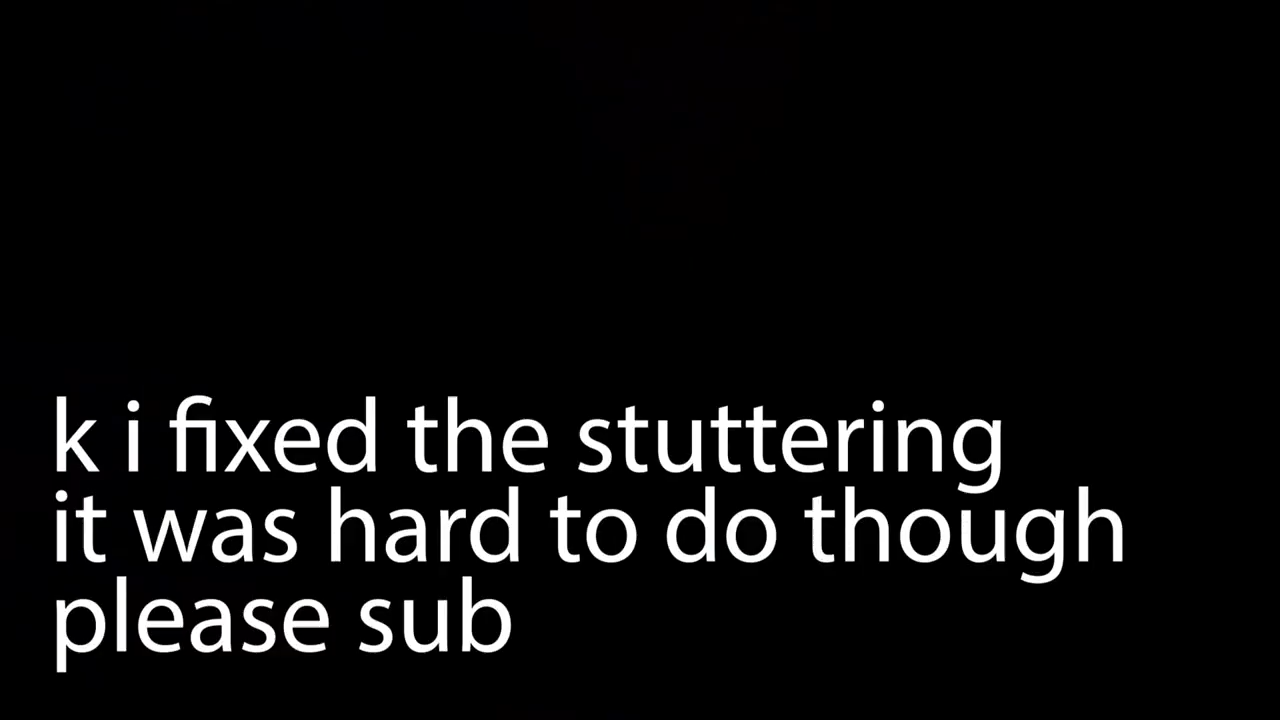 k i fixed the stuttering
it was hard to do though
please sub